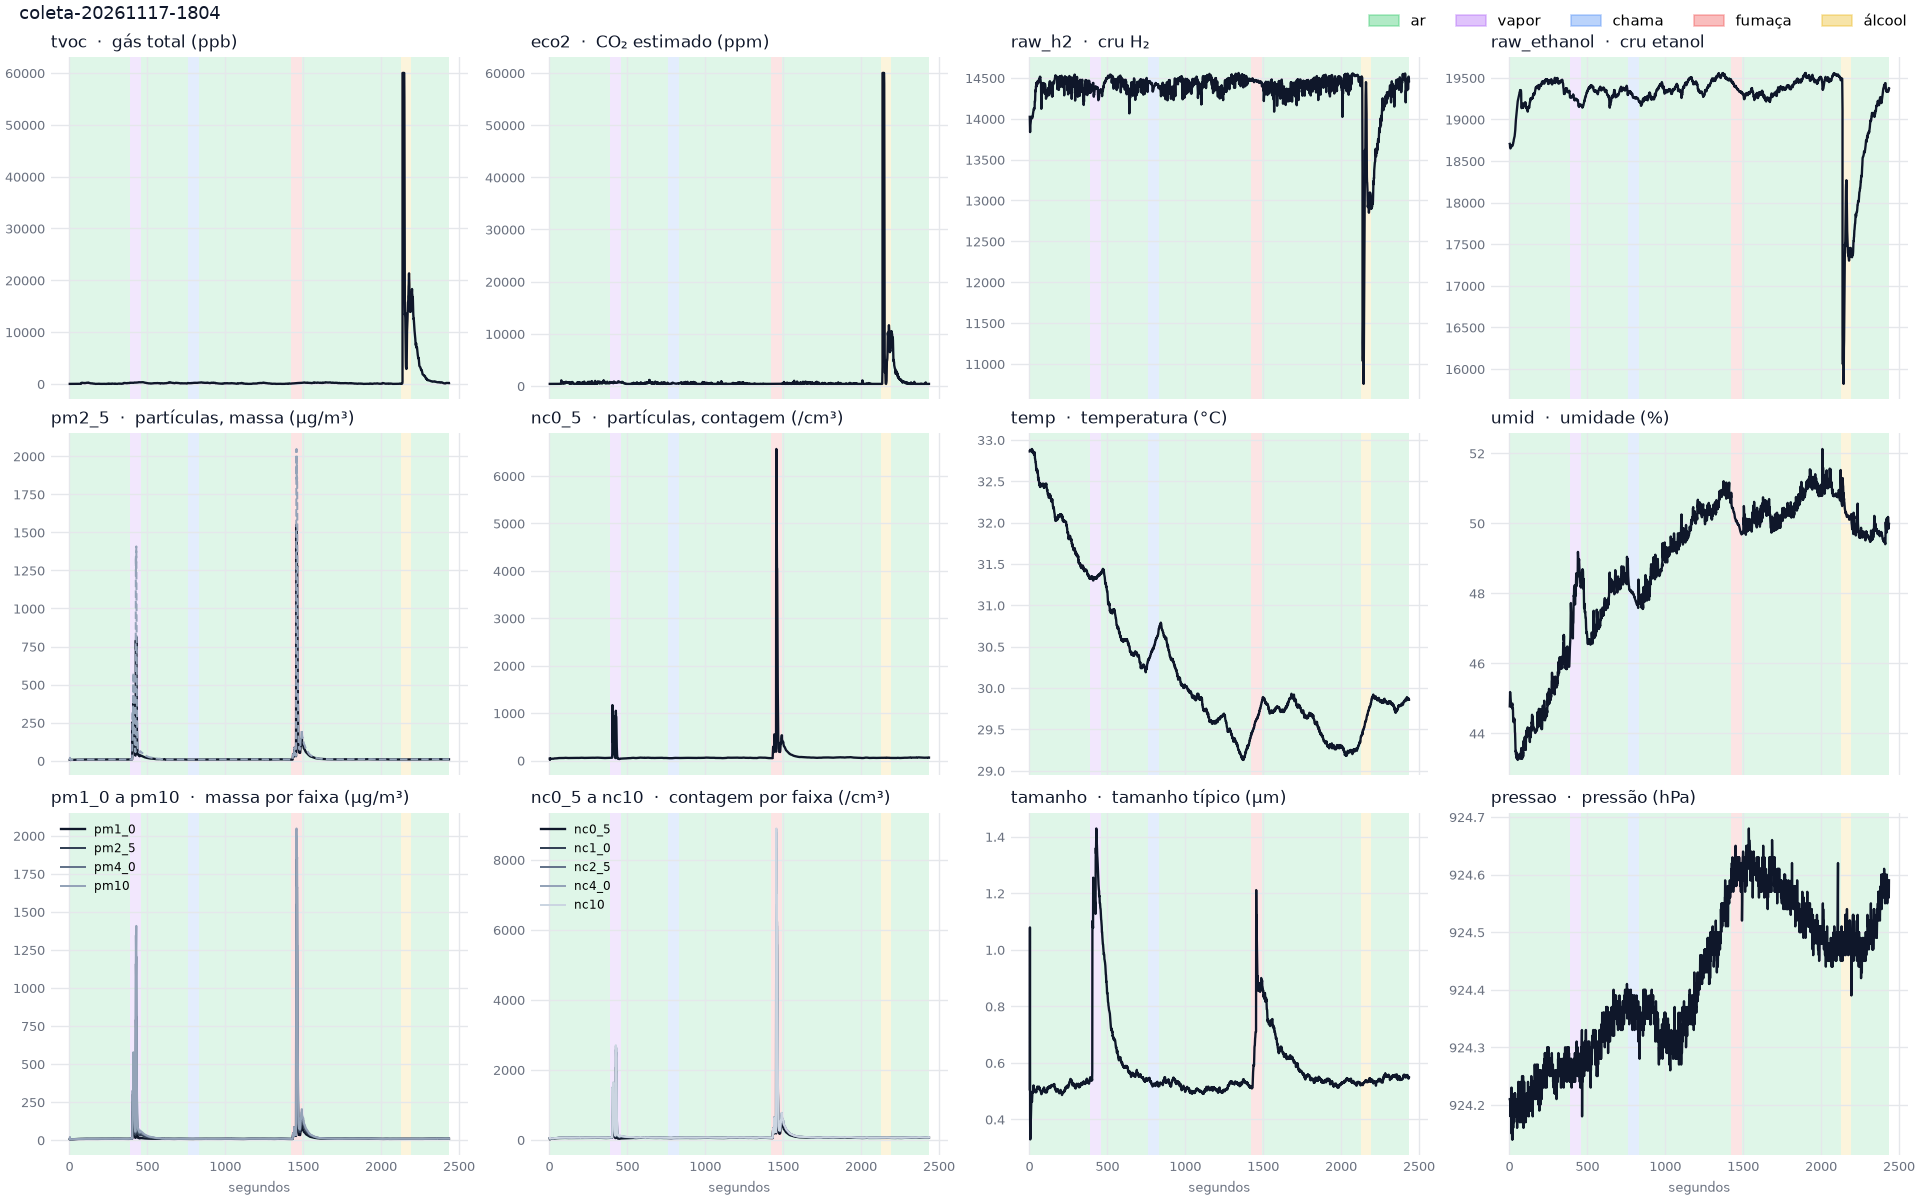 coleta-20261117-1804
ar vapor chama fumaça álcool
tvoc · gás total (ppb)
60000
50000
40000
30000
20000
10000
0
eco2 · CO₂ estimado (ppm)
60000
50000
40000
30000
20000
10000
0
raw_h2 · cru H₂
14500
14000
13500
13000
12500
12000
11500
11000
raw_ethanol · cru etanol
19500
19000
18500
18000
17500
17000
16500
16000
pm2_5 · partículas, massa (µg/m³)
2000
1750
1500
1250
1000
750
500
250
0
nc0_5 · partículas, contagem (/cm³)
6000
5000
4000
3000
2000
1000
0
temp · temperatura (°C)
33.0
32.5
32.0
31.5
31.0
30.5
30.0
29.5
29.0
umid · umidade (%)
52
50
48
46
44
pm1_0 a pm10 · massa por faixa (µg/m³)
pm1_0
pm2_5
pm4_0
pm10
2000
1750
1500
1250
1000
750
500
250
0
0 500 1000 1500 2000 2500
segundos
nc0_5 a nc10 · contagem por faixa (/cm³)
nc0_5
nc1_0
nc2_5
nc4_0
nc10
8000
6000
4000
2000
0
0 500 1000 1500 2000 2500
segundos
tamanho · tamanho típico (µm)
1.4
1.2
1.0
0.8
0.6
0.4
0 500 1000 1500 2000 2500
segundos
pressao · pressão (hPa)
924.7
924.6
924.5
924.4
924.3
924.2
0 500 1000 1500 2000 2500
segundos